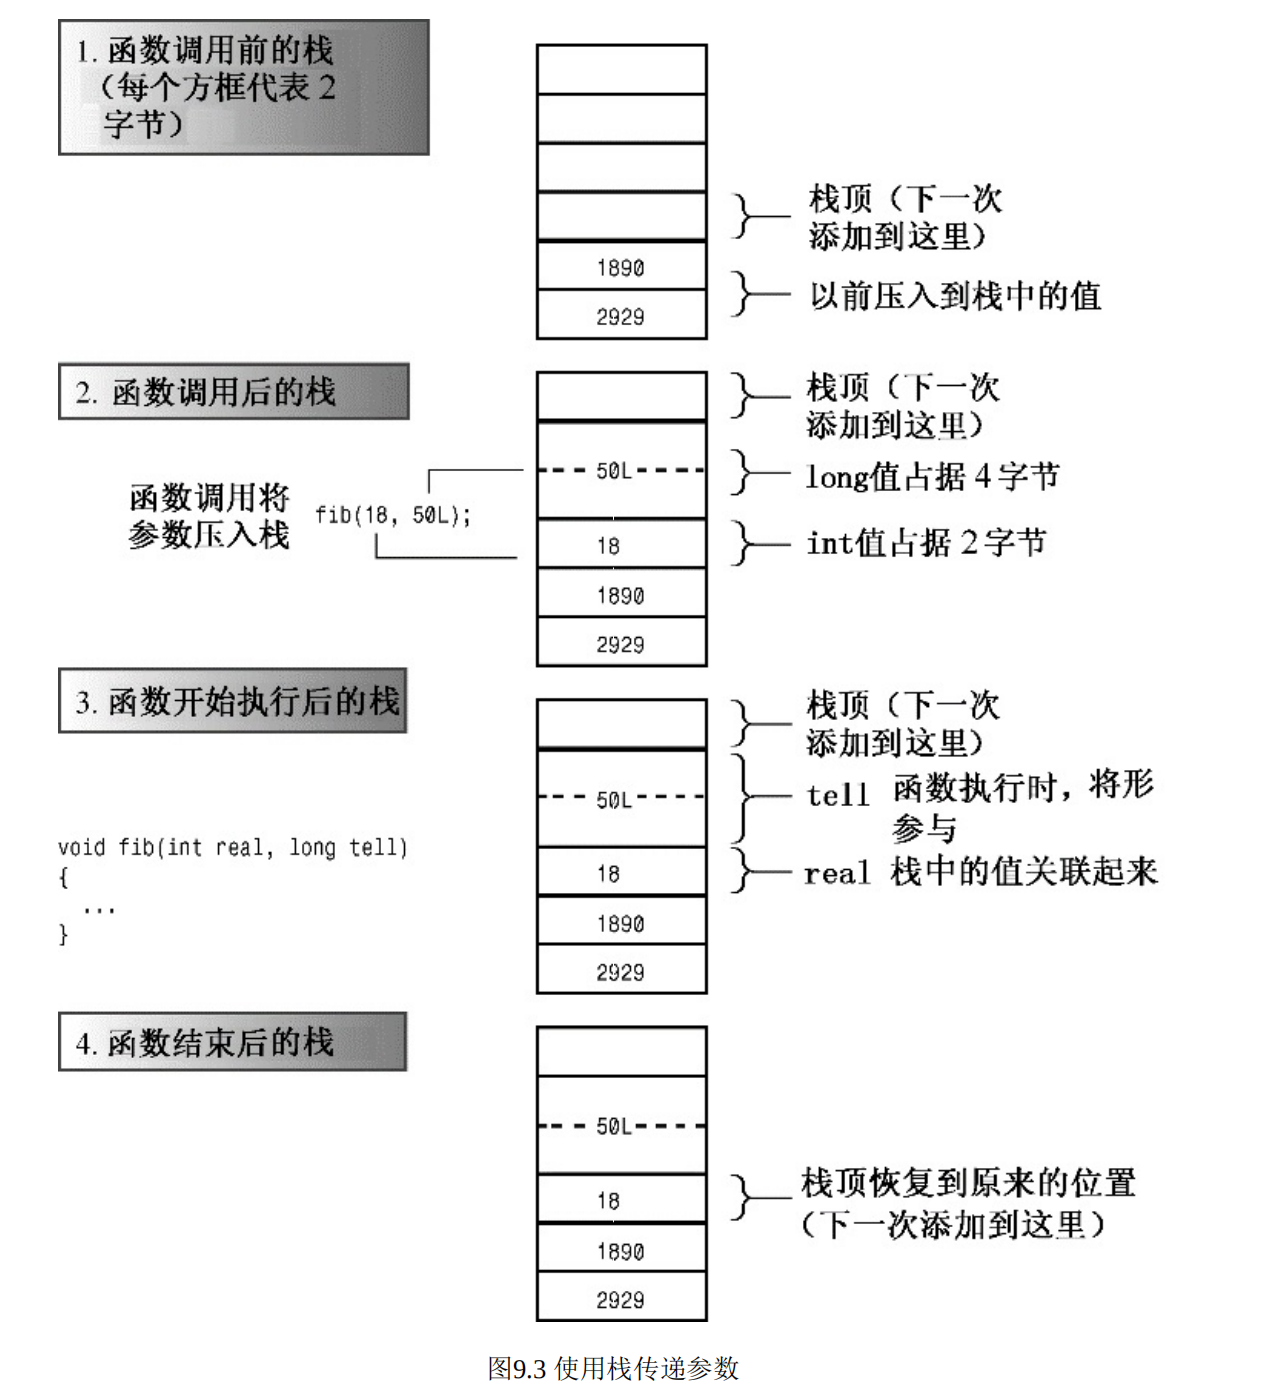 1. 函数调用前的栈
（每个方框代表 2
字节）
栈顶（下一次
添加到这里）
1890
以前压入到栈中的值
2929
2. 函数调用后的栈
栈顶（下一次
添加到这里）
50L
long值占据 4 字节
函数调用将
参数压入栈
fib(18, 50L);
18
int值占据 2 字节
1890
2929
3. 函数开始执行后的栈
栈顶（下一次
添加到这里）
50L
tell 函数执行时，将形
参与
void fib(int real, long tell)
{
...
}
18
real 栈中的值关联起来
1890
2929
4. 函数结束后的栈
50L
18
栈顶恢复到原来的位置
（下一次添加到这里）
1890
2929
图9.3 使用栈传递参数